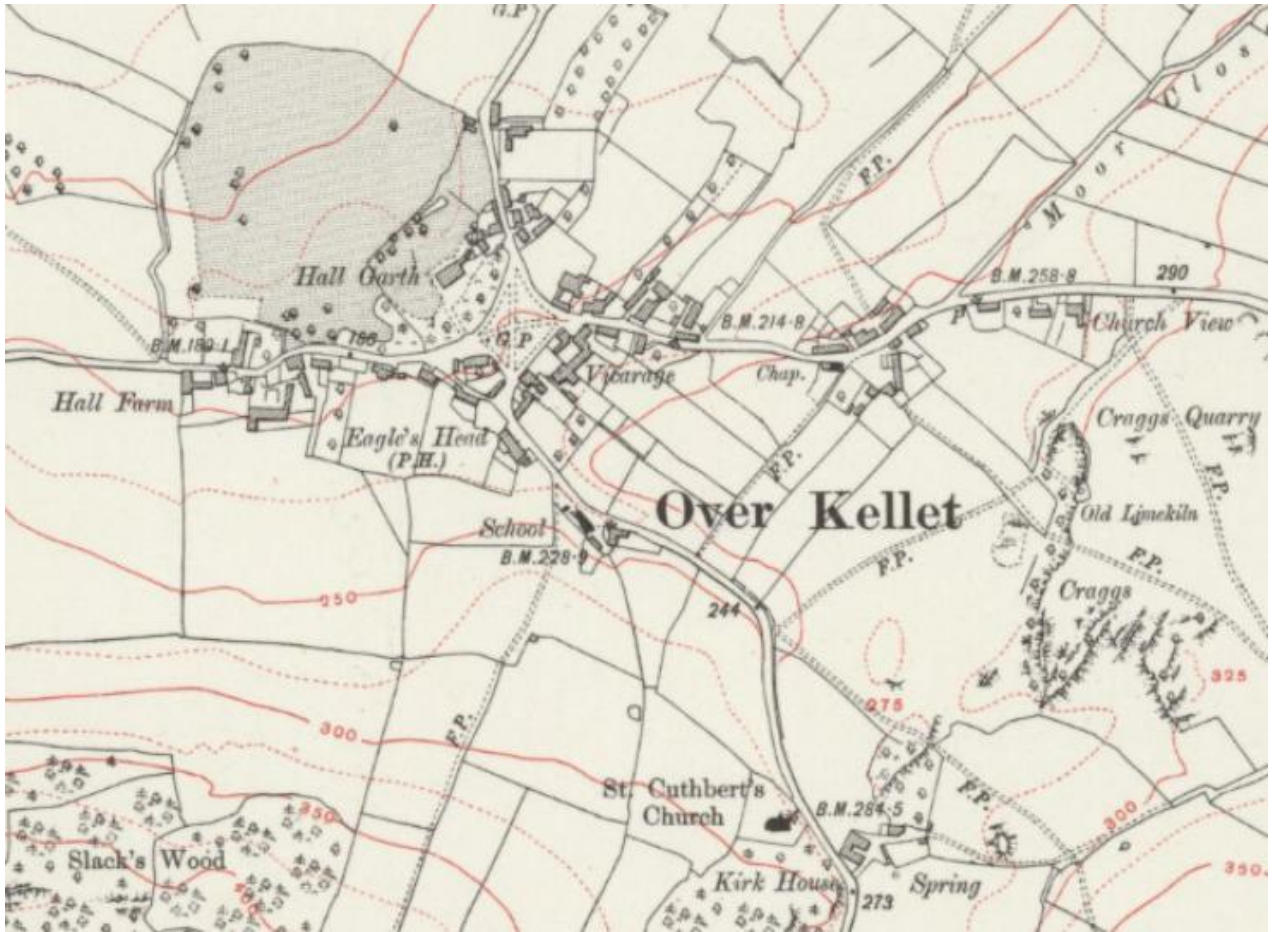 G.P
F.P.
Moor Clos
Hall Garth
B.M.258·8
290
B.M.189·1
186
G.P
B.M.214·8
Church View
Vicarage
Chap.
Hall Farm
P
Craggs Quarry
Eagle's Head
(P.H.)
F.P.
F.P.
School
Over Kellet
Old Limekiln
B.M.228·9
F.P.
F.P.
250
244
Craggs
325
275
F.P.
300
St. Cuthbert's
Church
B.M.284·5
F.P.
300
350
Slack's Wood
Kirk House
Spring
350
400
273